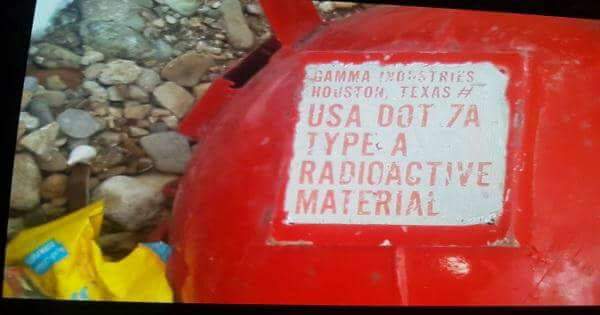 GAMMA INDUSTRIES
HOUSTON, TEXAS #
USA DOT 7A
TYPE A
RADIOACTIVE
MATERIAL